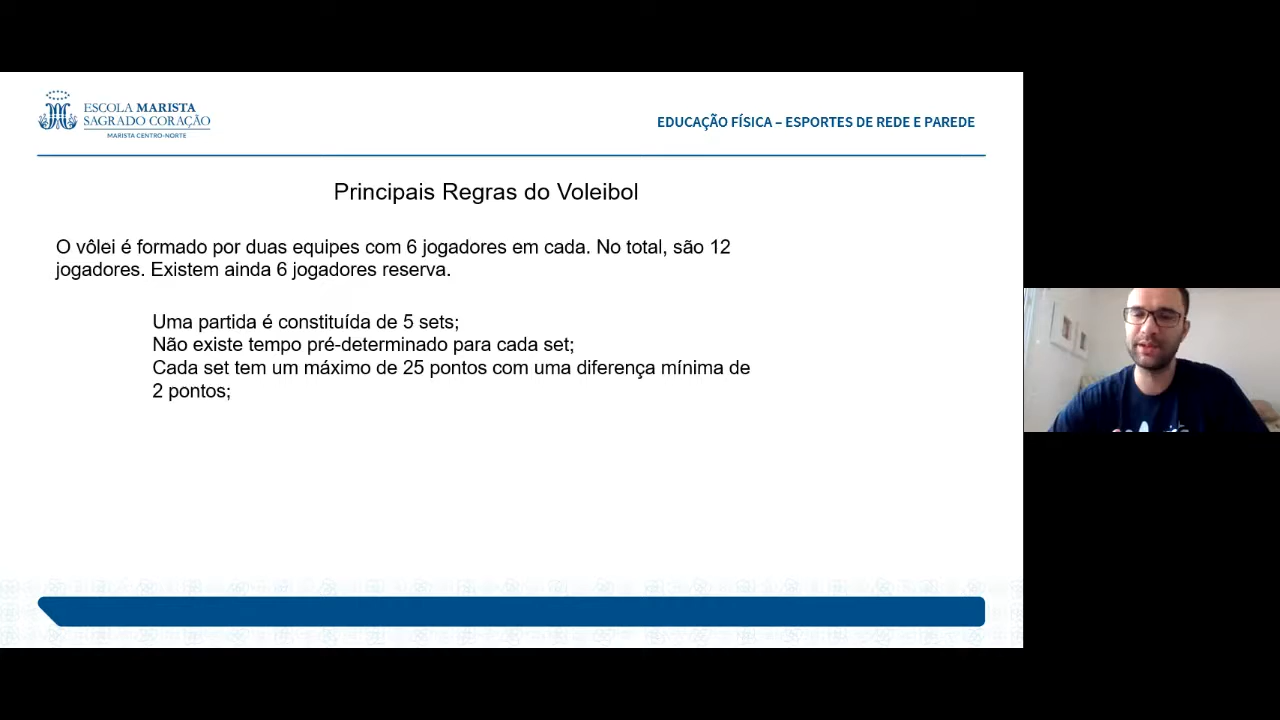 ESCOLA MARISTA
SAGRADO CORAÇÃO
MARISTA CENTRO-NORTE
EDUCAÇÃO FÍSICA – ESPORTES DE REDE E PAREDE
Principais Regras do Voleibol
O vôlei é formado por duas equipes com 6 jogadores em cada. No total, são 12
jogadores. Existem ainda 6 jogadores reserva.
Uma partida é constituída de 5 sets;
Não existe tempo pré-determinado para cada set;
Cada set tem um máximo de 25 pontos com uma diferença mínima de
2 pontos;